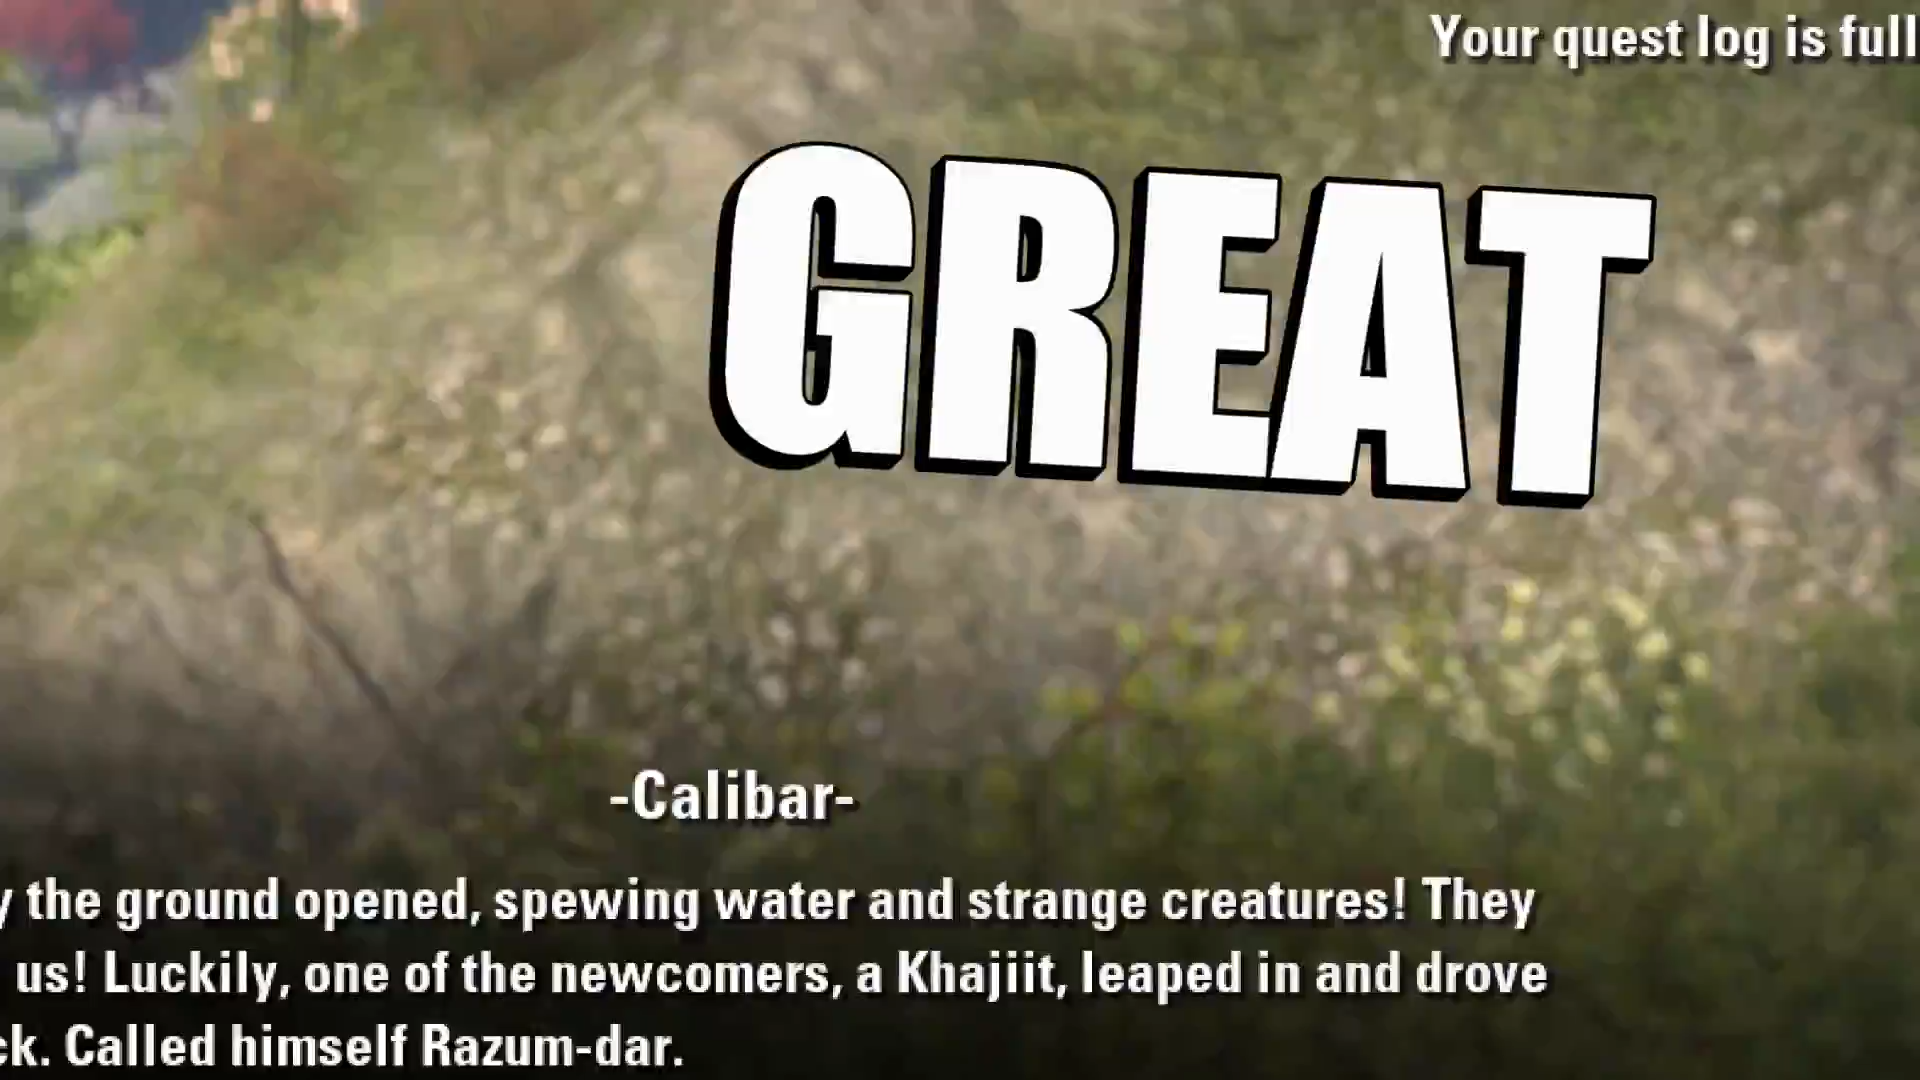 Your quest log is full
GREAT
-Calibar-
the ground opened, spewing water and strange creatures! They
us! Luckily, one of the newcomers, a Khajiit, leaped in and drove
Called himself Razum-dar.